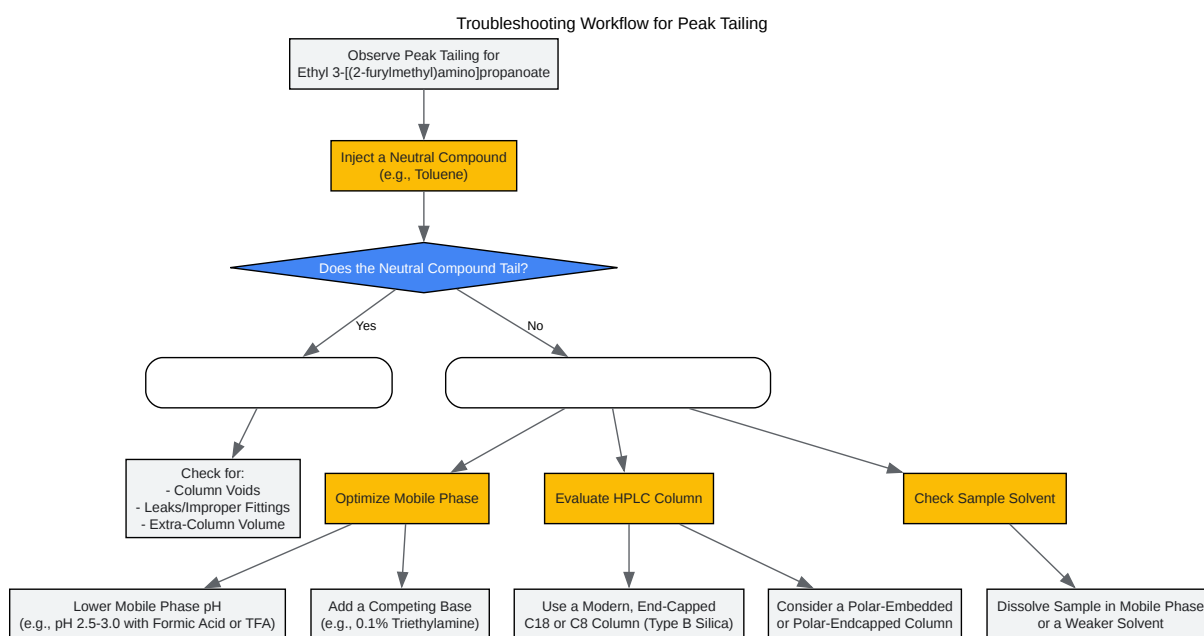 Troubleshooting Workflow for Peak Tailing
Observe Peak Tailing for
Ethyl 3-[(2-furylmethyl)amino]propanoate
Inject a Neutral Compound
(e.g., Toluene)
Does the Neutral Compound Tail?
Yes
No
Check for:
- Column Voids
- Leaks/Improper Fittings
- Extra-Column Volume
Optimize Mobile Phase
Evaluate HPLC Column
Check Sample Solvent
Lower Mobile Phase pH
(e.g., pH 2.5-3.0 with Formic Acid or TFA)
Add a Competing Base
(e.g., 0.1% Triethylamine)
Use a Modern, End-Capped
C18 or C8 Column (Type B Silica)
Consider a Polar-Embedded
or Polar-Endcapped Column
Dissolve Sample in Mobile Phase
or a Weaker Solvent